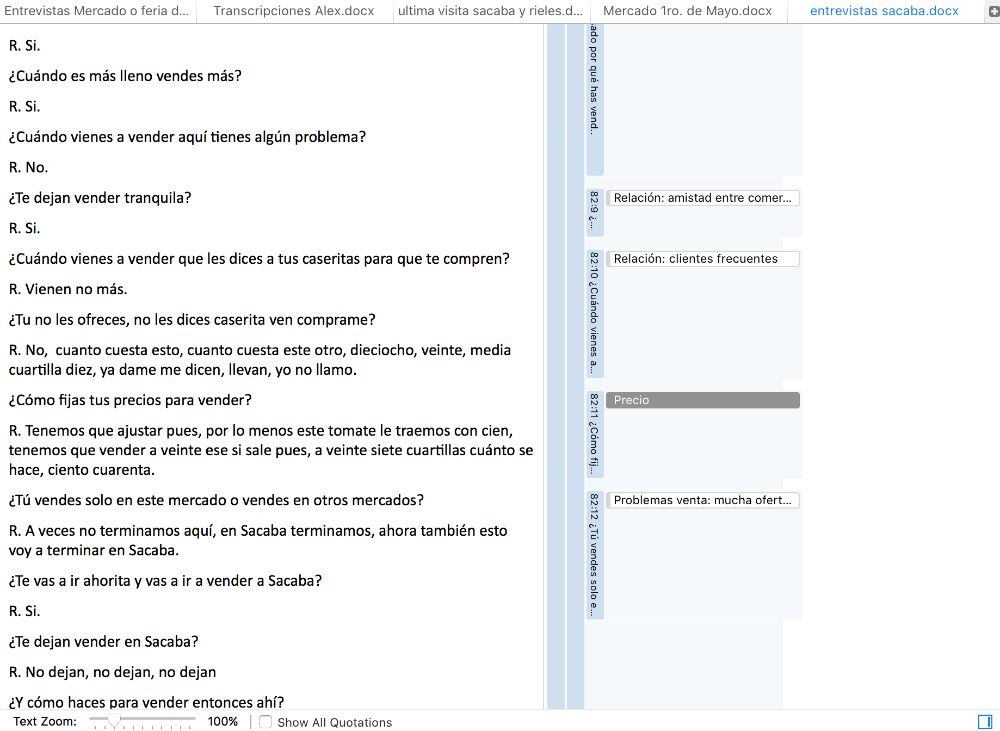 Entrevistas Mercado o feria d...
Transcripciones Alex.docx
ultima visita sacaba y rieles.d...
Mercado 1ro. de Mayo.docx
entrevistas sacaba.docx
R. Si.
¿Cuándo es más lleno vendes más?
R. Si.
¿Cuándo vienes a vender aquí tienes algún problema?
R. No.
¿Te dejan vender tranquila?
R. Si.
¿Cuándo vienes a vender que les dices a tus caseritas para que te compren?
R. Vienen no más.
¿Tu no les ofreces, no les dices caserita ven comprame?
R. No,  cuanto cuesta esto, cuanto cuesta este otro, dieciocho, veinte, media
cuartilla diez, ya dame me dicen, llevan, yo no llamo.
¿Cómo fijas tus precios para vender?
R. Tenemos que ajustar pues, por lo menos este tomate le traemos con cien,
tenemos que vender a veinte ese si sale pues, a veinte siete cuartillas cuánto se
hace, ciento cuarenta.
¿Tú vendes solo en este mercado o vendes en otros mercados?
R. A veces no terminamos aquí, en Sacaba terminamos, ahora también esto
voy a terminar en Sacaba.
¿Te vas a ir ahorita y vas a ir a vender a Sacaba?
R. Si.
¿Te dejan vender en Sacaba?
R. No dejan, no dejan, no dejan
¿Y cómo haces para vender entonces ahí?
ado por qué has vend..
82:9 ¿...
Relación: amistad entre comer...
82:10 ¿Cuándo vienes a...
Relación: clientes frecuentes
82:11 ¿Cómo fij...
Precio
82:12 ¿Tú vendes solo e...
Problemas venta: mucha ofert...
Text Zoom:
100%
Show All Quotations